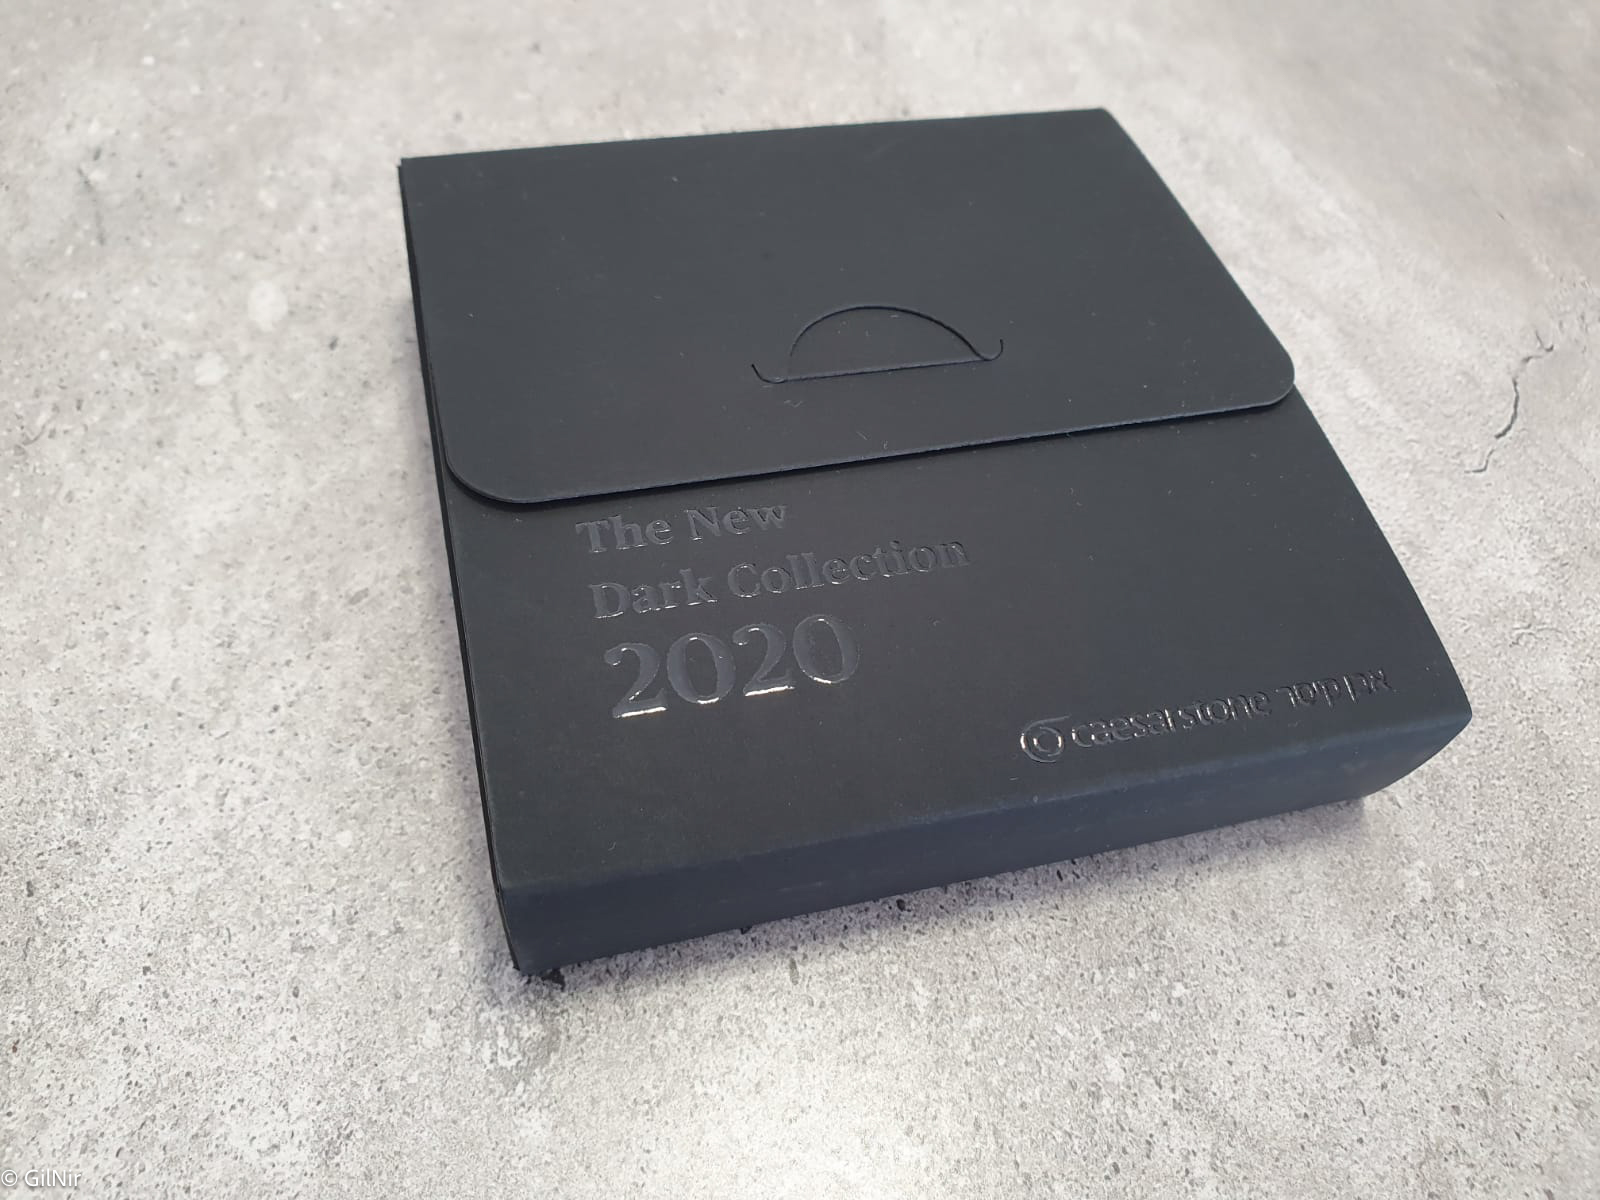 The New
Dark Collection
2020
caesarstone אבן קיסר
© GilNir